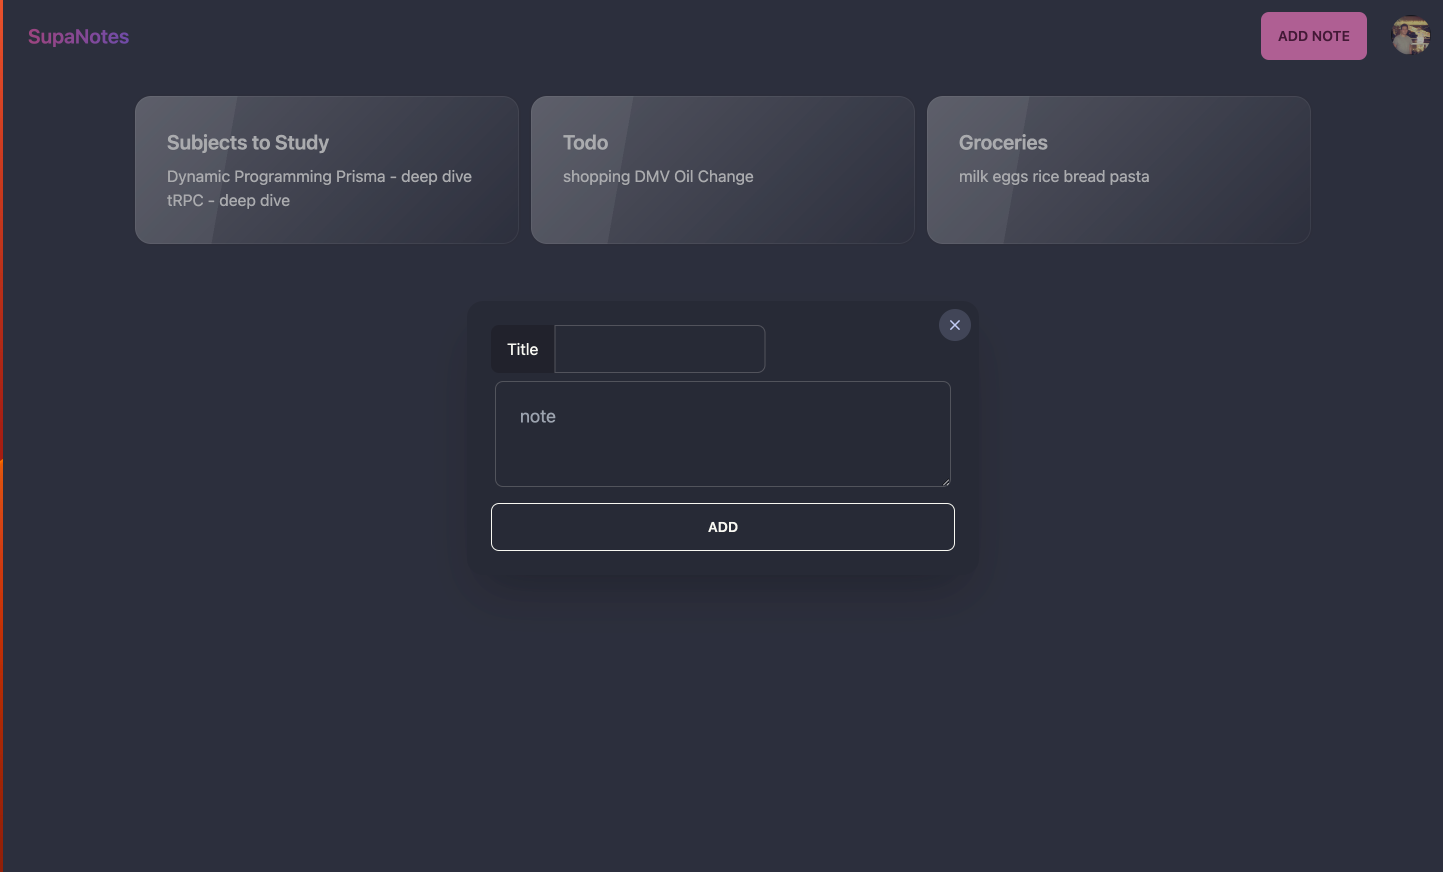 SupaNotes
ADD NOTE
Subjects to Study
Dynamic Programming Prisma - deep dive
tRPC - deep dive
Todo
shopping DMV Oil Change
Groceries
milk eggs rice bread pasta
Title
note
ADD